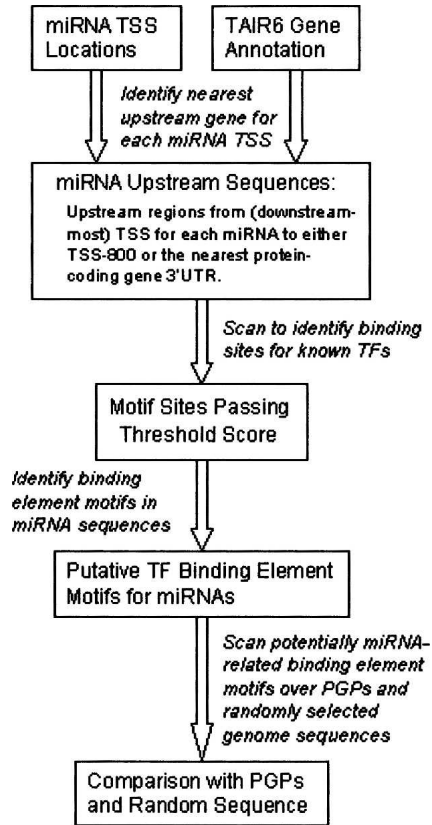 miRNA TSS
Locations
TAIR6 Gene
Annotation
Identify nearest
upstream gene for
each miRNA TSS
miRNA Upstream Sequences:
Upstream regions from (downstream-
most) TSS for each miRNA to either
TSS-800 or the nearest protein-
coding gene 3'UTR.
Scan to identify binding
sites for known TFs
Motif Sites Passing
Threshold Score
Identify binding
element motifs in
miRNA sequences
Putative TF Binding Element
Motifs for miRNAs
Scan potentially miRNA-
related binding element
motifs over PGPs and
randomly selected
genome sequences
Comparison with PGPs
and Random Sequence